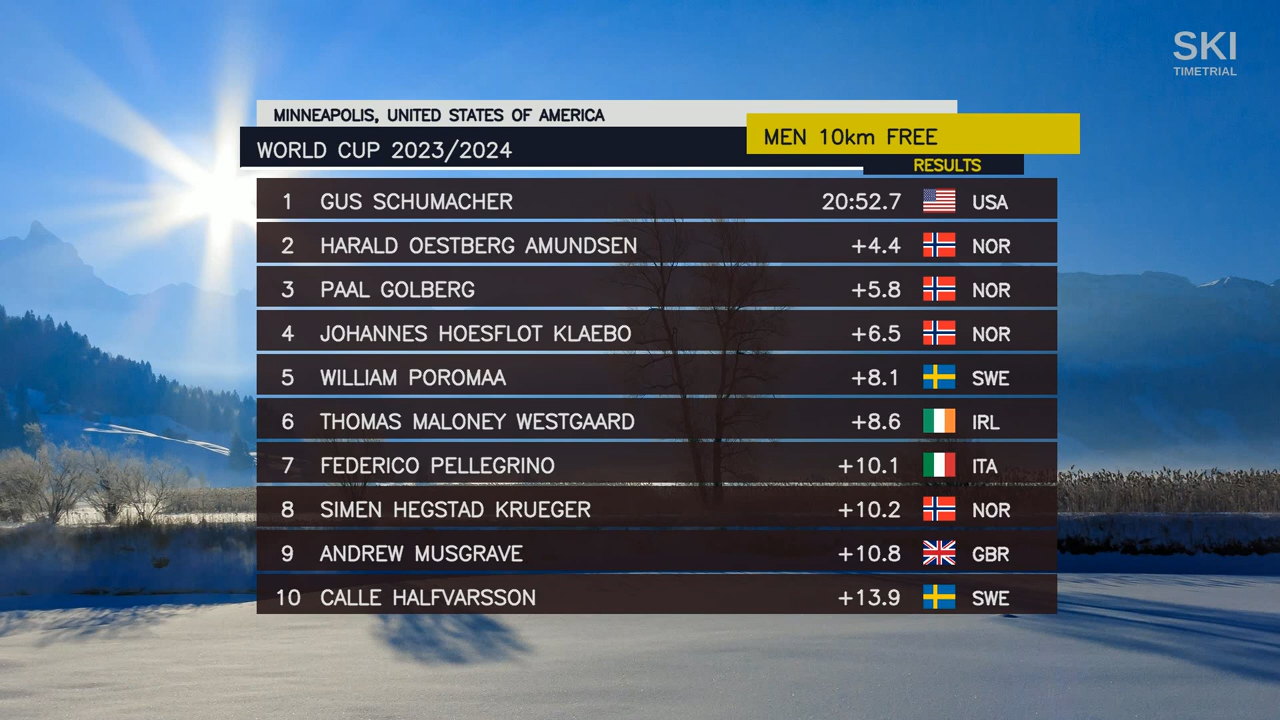 SKI
TIMETRIAL
MINNEAPOLIS, UNITED STATES OF AMERICA
WORLD CUP 2023/2024
MEN 10km FREE
RESULTS
1 GUS SCHUMACHER 20:52.7 USA
2 HARALD OESTBERG AMUNDSEN +4.4 NOR
3 PAAL GOLBERG +5.8 NOR
4 JOHANNES HOESFLOT KLAEBO +6.5 NOR
5 WILLIAM POROMAA +8.1 SWE
6 THOMAS MALONEY WESTGAARD +8.6 IRL
7 FEDERICO PELLEGRINO +10.1 ITA
8 SIMEN HEGSTAD KRUEGER +10.2 NOR
9 ANDREW MUSGRAVE +10.8 GBR
10 CALLE HALFVARSSON +13.9 SWE